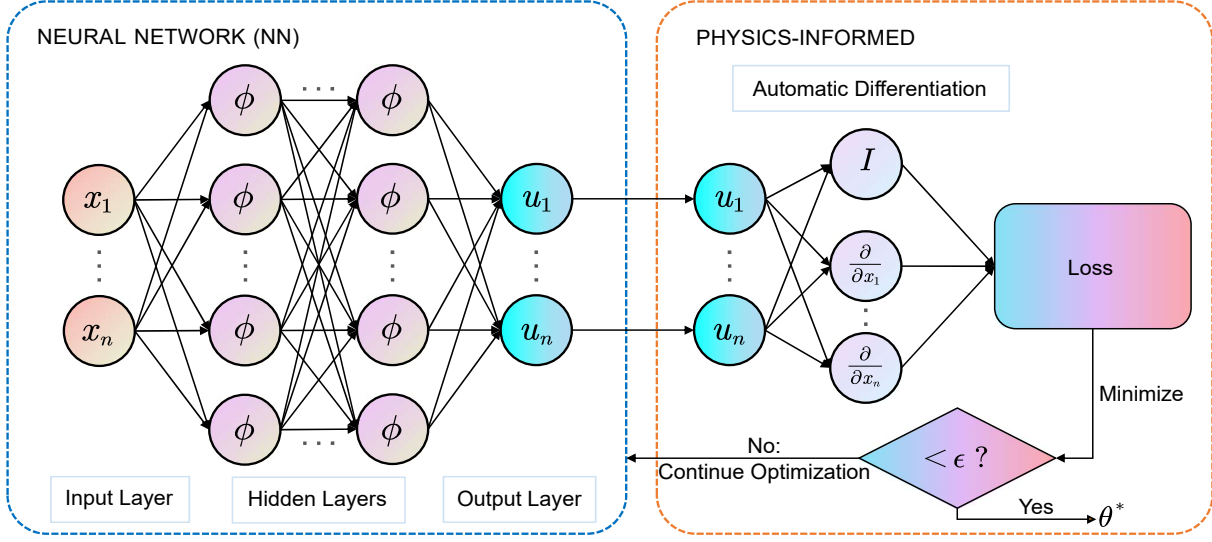 NEURAL NETWORK (NN)
ϕ ⋯ ϕ
x₁ ϕ ϕ u₁
⋮ ⋮ ⋮ ⋮
xₙ ϕ ϕ uₙ
ϕ ⋯ ϕ
Input Layer
Hidden Layers
Output Layer
PHYSICS-INFORMED
Automatic Differentiation
u₁
⋮
uₙ
I
∂/∂x₁
⋮
∂/∂xₙ
Loss
Minimize
< ϵ ?
No:
Continue Optimization
Yes
θ*